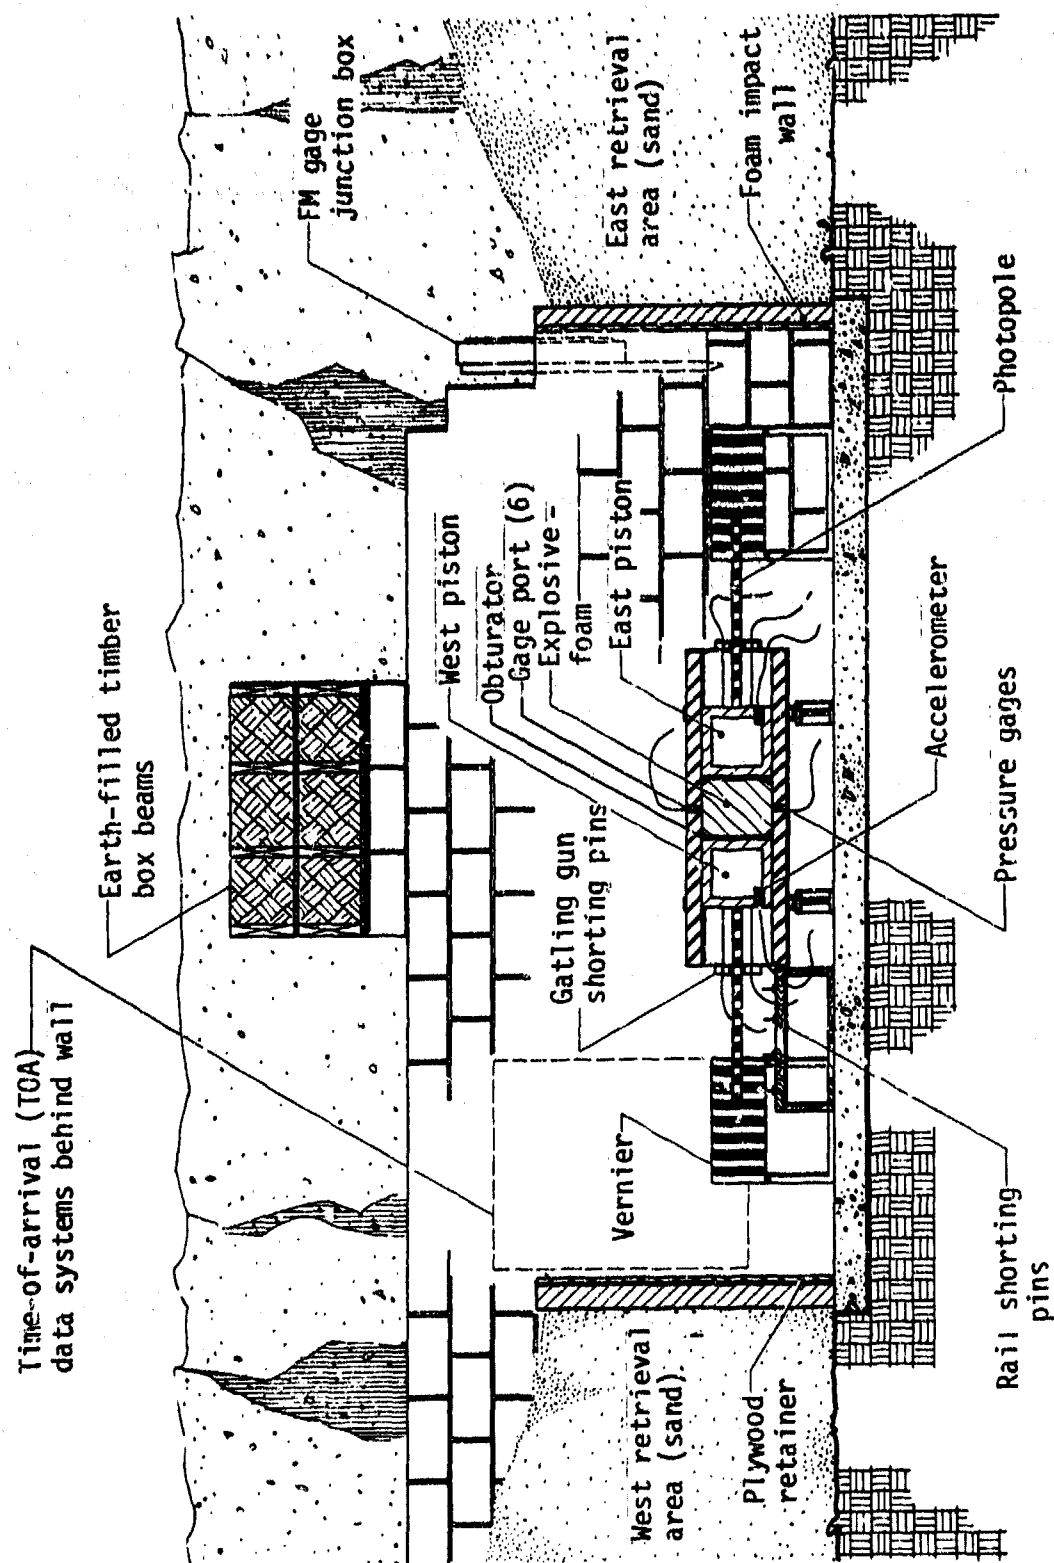 Time-of-arrival (TOA)
data systems behind wall
Earth-filled timber
box beams
FM gage
junction box
West piston
Obturator
Gage port (6)
Explosive-
foam
East piston
Gatling gun
shorting pins
Vernier
East retrieval
area (sand)
Foam impact
wall
West retrieval
area (sand)
Plywood
retainer
Rail shorting
pins
Pressure gages
Accelerometer
Photopole